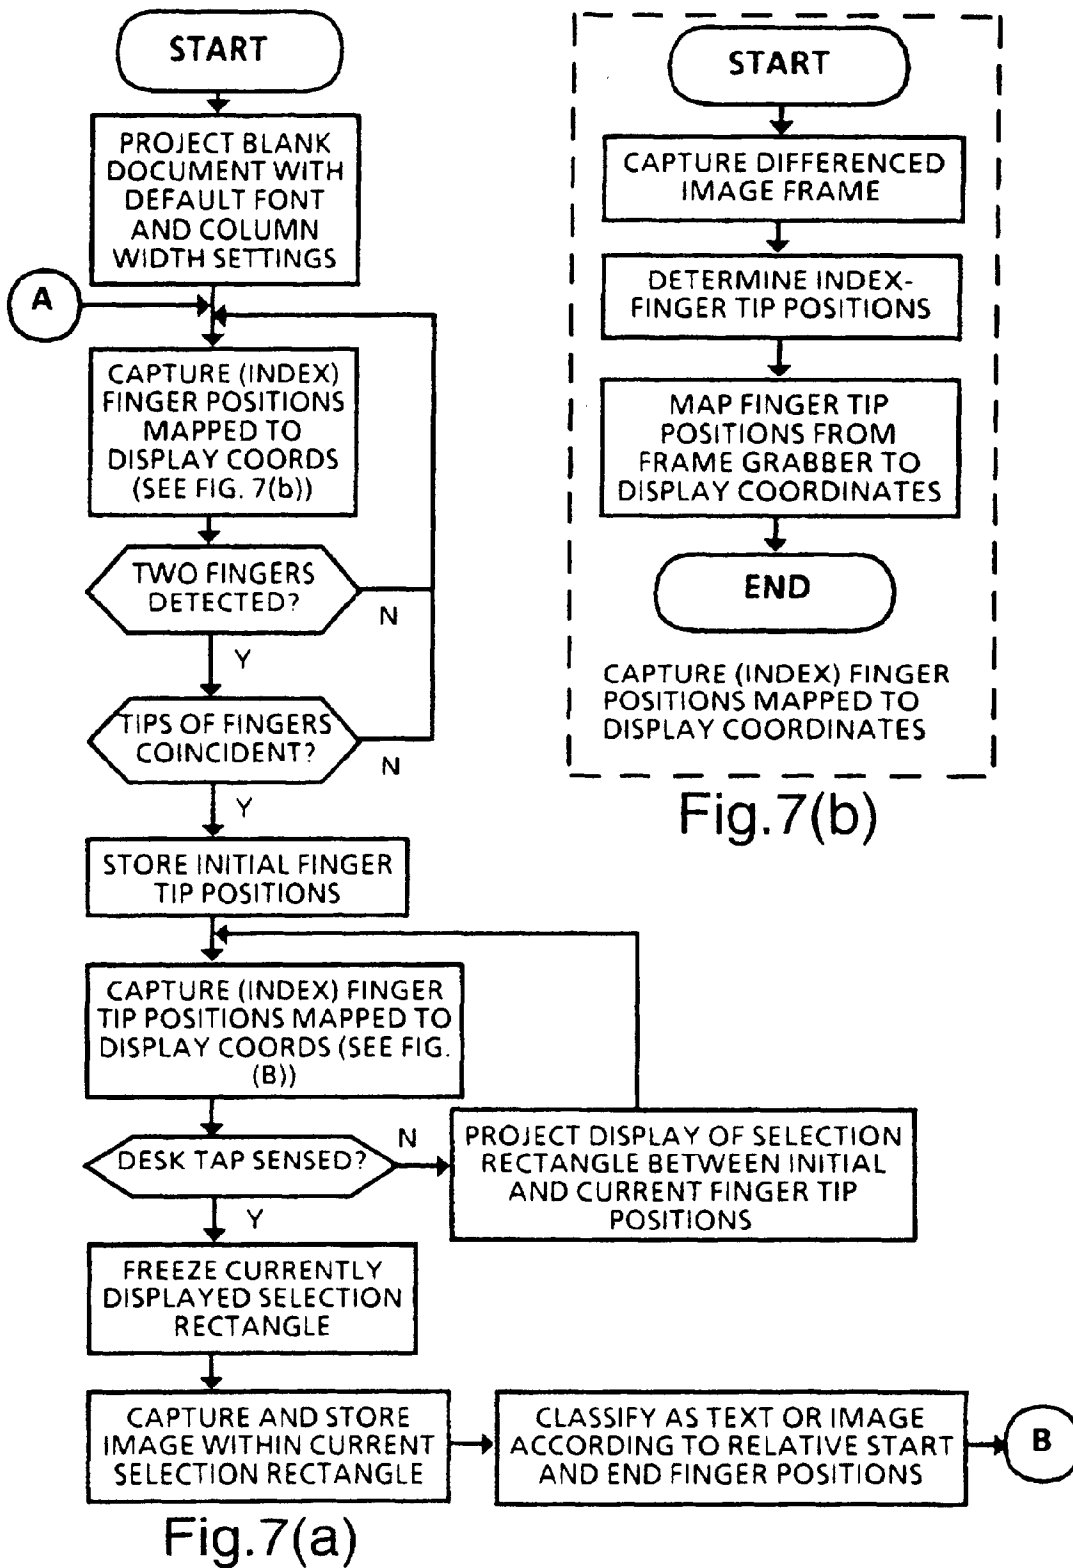 START
PROJECT BLANK
DOCUMENT WITH
DEFAULT FONT
AND COLUMN
WIDTH SETTINGS
A
CAPTURE (INDEX)
FINGER POSITIONS
MAPPED TO
DISPLAY COORDS
(SEE FIG. 7(b))
TWO FINGERS
DETECTED?
N
Y
TIPS OF FINGERS
COINCIDENT?
N
Y
STORE INITIAL FINGER
TIP POSITIONS
CAPTURE (INDEX) FINGER
TIP POSITIONS MAPPED TO
DISPLAY COORDS (SEE FIG.
(B))
DESK TAP SENSED?
N
PROJECT DISPLAY OF SELECTION
RECTANGLE BETWEEN INITIAL
AND CURRENT FINGER TIP
POSITIONS
Y
FREEZE CURRENTLY
DISPLAYED SELECTION
RECTANGLE
CAPTURE AND STORE
IMAGE WITHIN CURRENT
SELECTION RECTANGLE
CLASSIFY AS TEXT OR IMAGE
ACCORDING TO RELATIVE START
AND END FINGER POSITIONS
B
Fig.7(a)
START
CAPTURE DIFFERENCED
IMAGE FRAME
DETERMINE INDEX-
FINGER TIP POSITIONS
MAP FINGER TIP
POSITIONS FROM
FRAME GRABBER TO
DISPLAY COORDINATES
END
CAPTURE (INDEX) FINGER
POSITIONS MAPPED TO
DISPLAY COORDINATES
Fig.7(b)